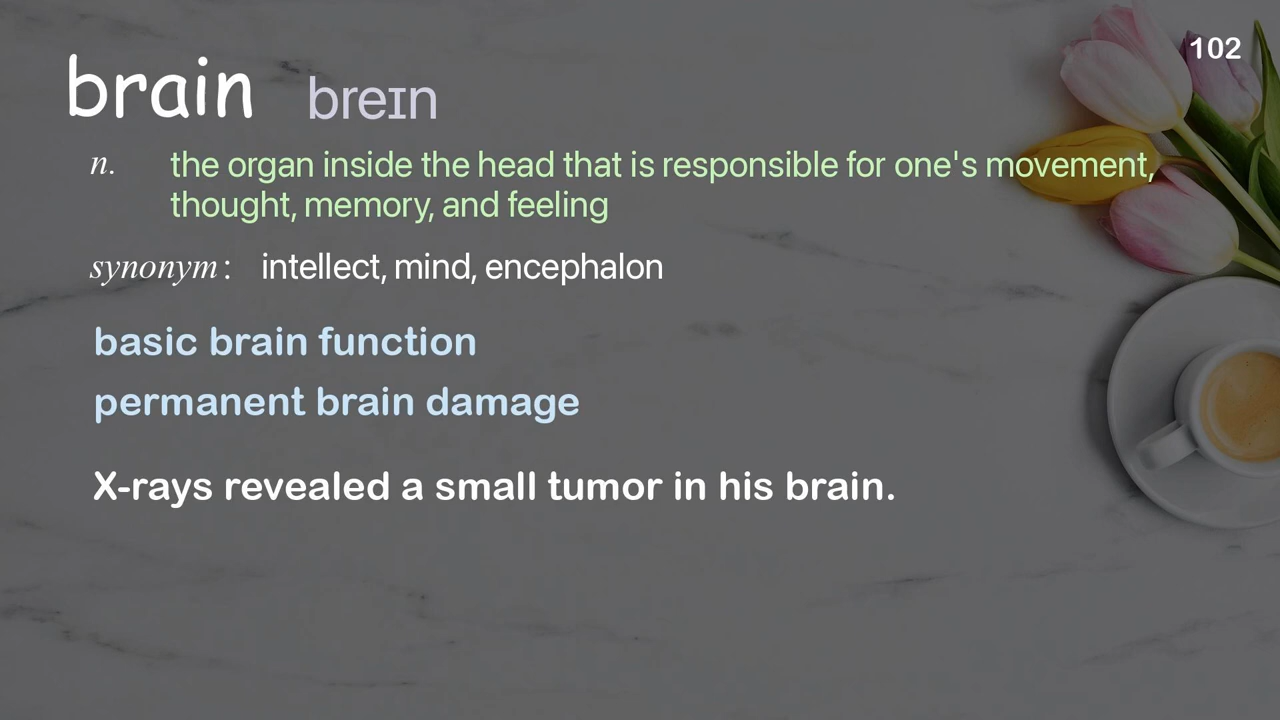 102
brain breɪn
n. the organ inside the head that is responsible for one's movement,
thought, memory, and feeling
synonym: intellect, mind, encephalon
basic brain function
permanent brain damage
X-rays revealed a small tumor in his brain.